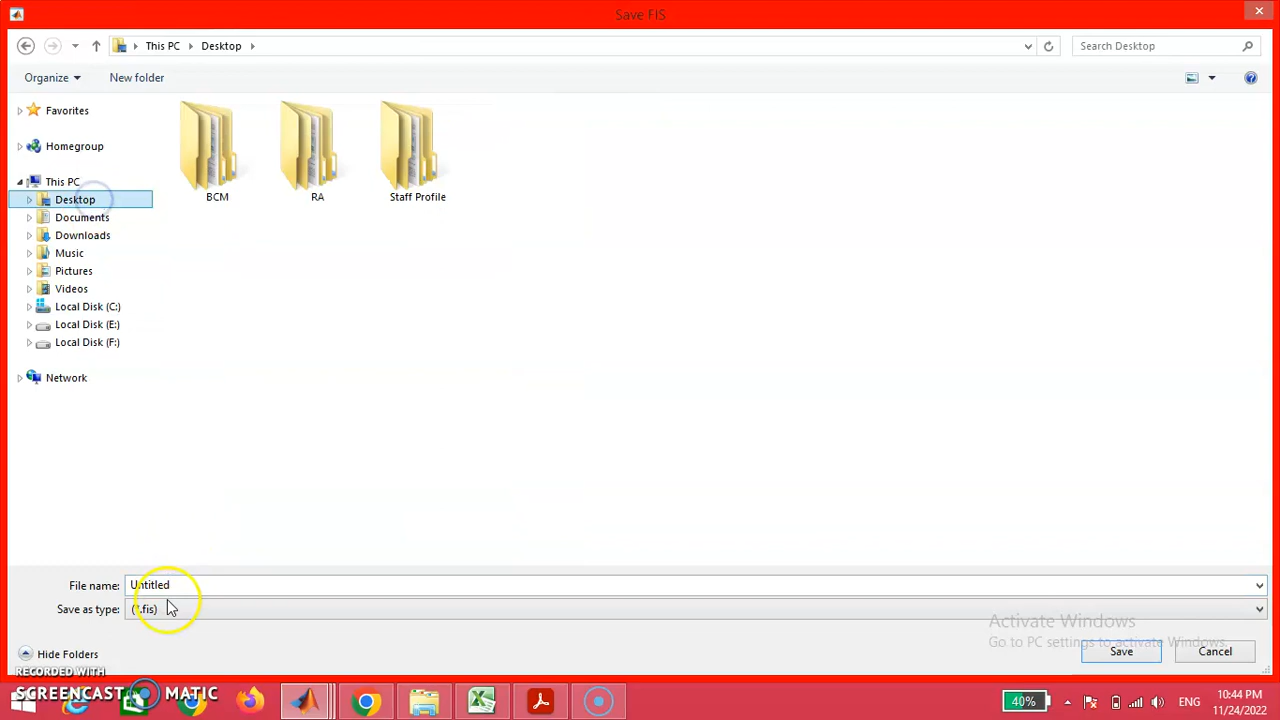 Save FIS
This PC
Desktop
Search Desktop
Organize
New folder
Favorites
Homegroup
This PC
Desktop
Documents
Downloads
Music
Pictures
Videos
Local Disk (C:)
Local Disk (E:)
Local Disk (F:)
Network
BCM
RA
Staff Profile
File name:
Untitled
Save as type:
(*.fis)
Activate Windows
Go to PC settings to activate Windows.
Hide Folders
Save
Cancel
RECORDED WITH
SCREENCAST MATIC
40%
ENG
10:44 PM
11/24/2022